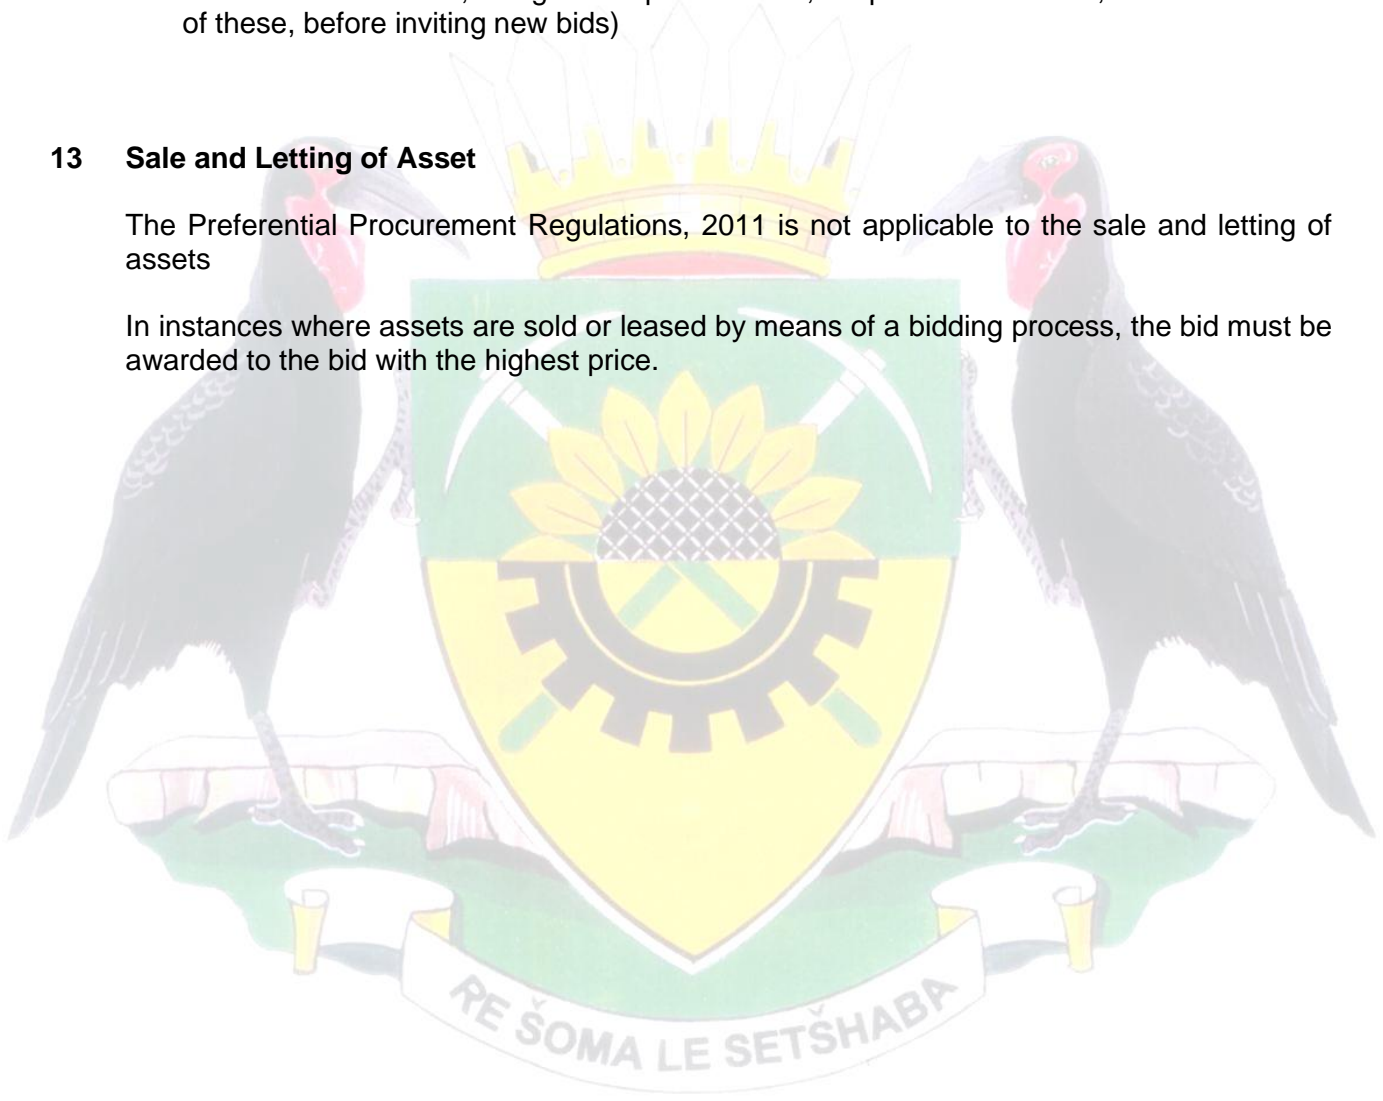 of these, before inviting new bids)
13 Sale and Letting of Asset
The Preferential Procurement Regulations, 2011 is not applicable to the sale and letting of
assets
In instances where assets are sold or leased by means of a bidding process, the bid must be
awarded to the bid with the highest price.
RE ŠOMA LE SETŠHABA